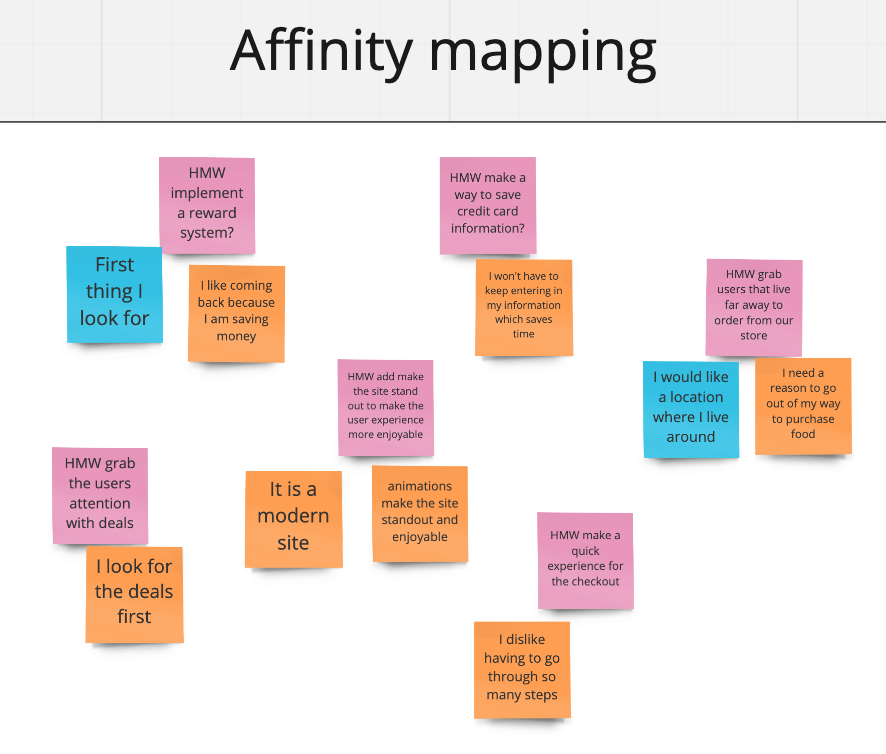 Affinity mapping
HMW
implement
a reward
system?
First
thing I
look for
I like coming
back because
I am saving
money
HMW make a
way to save
credit card
information?
I won't have to
keep entering in
my information
which saves
time
HMW grab
users that live
far away to
order from our
store
I would like
a location
where I live
around
I need a
reason to go
out of my way
to purchase
food
HMW add make
the site stand
out to make the
user experience
more enjoyable
It is a
modern
site
animations
make the site
standout and
enjoyable
HMW grab
the users
attention
with deals
I look for
the deals
first
HMW make a
quick
experience for
the checkout
I dislike
having to go
through so
many steps